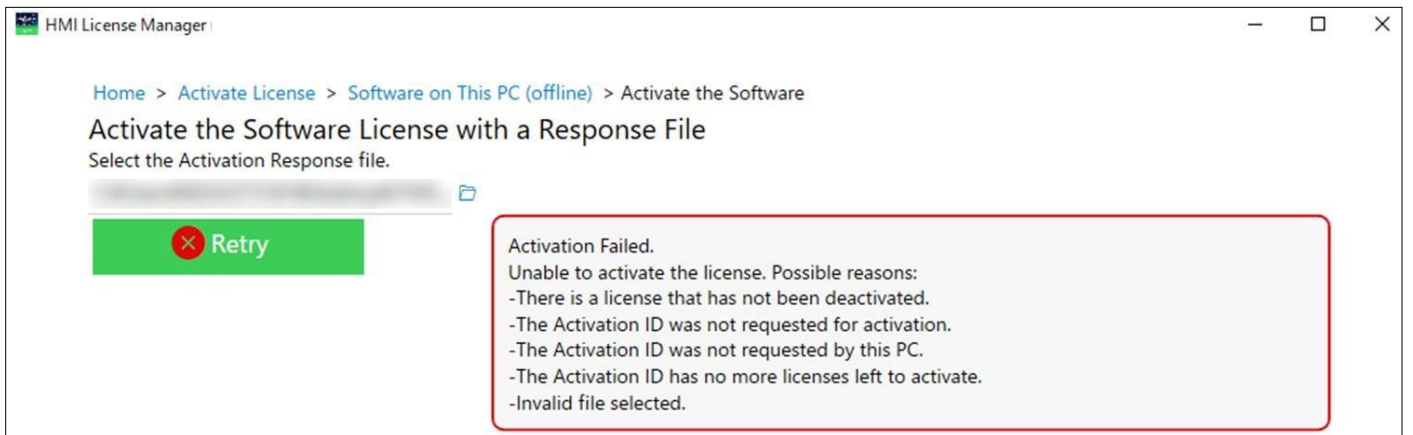 HMI License Manager
Home > Activate License > Software on This PC (offline) > Activate the Software
Activate the Software License with a Response File
Select the Activation Response file.
Retry
Activation Failed.
Unable to activate the license. Possible reasons:
-There is a license that has not been deactivated.
-The Activation ID was not requested for activation.
-The Activation ID was not requested by this PC.
-The Activation ID has no more licenses left to activate.
-Invalid file selected.